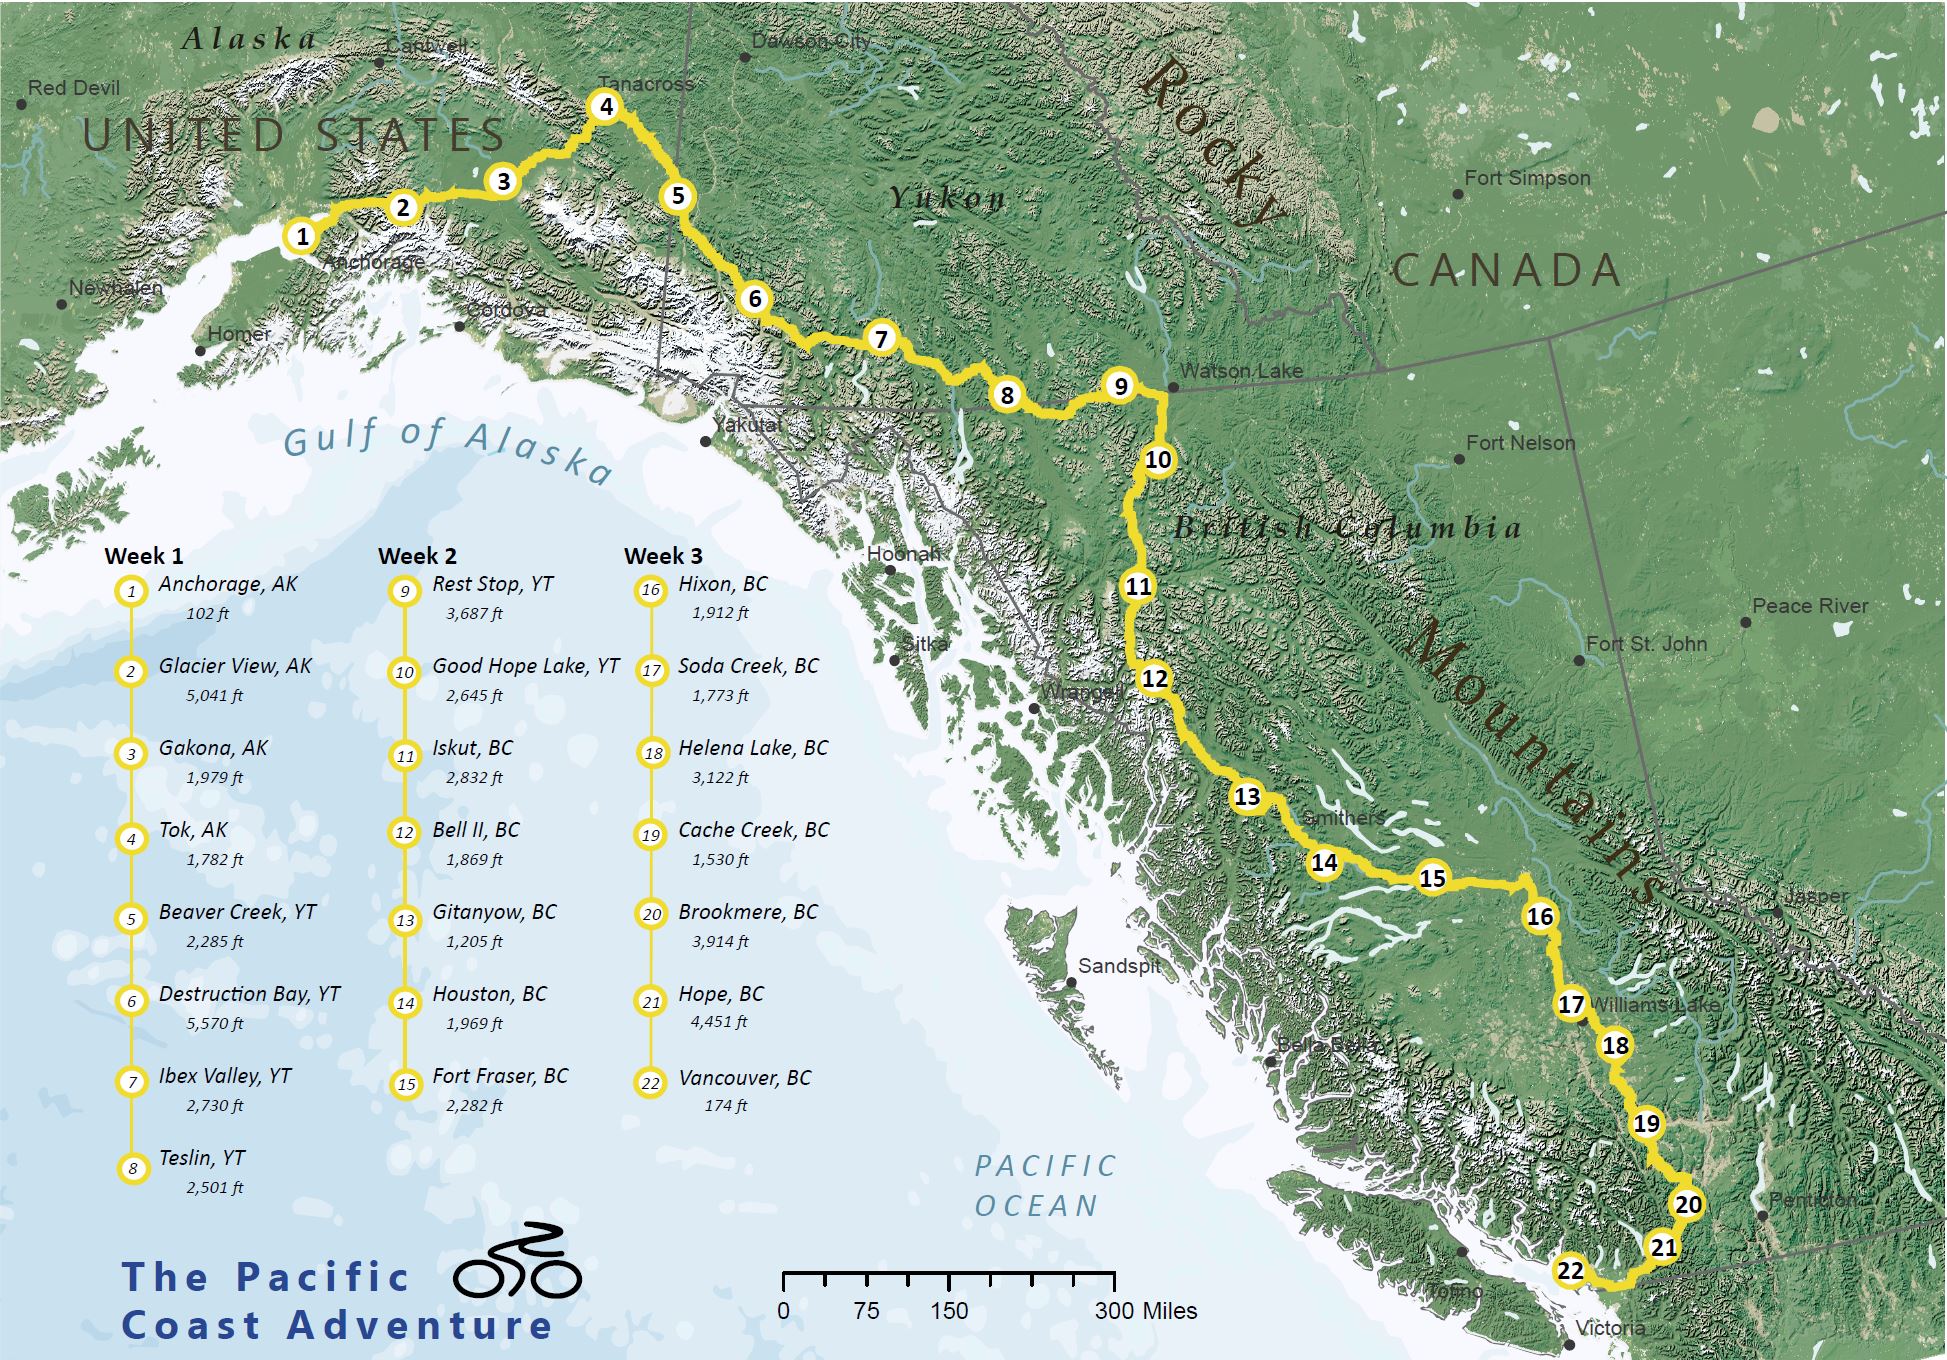 Alaska
Cantwell
Dawson City
Red Devil
Tanacross
UNITED STATES
Rocky
Mountains
Fort Simpson
Yukon
CANADA
Anchorage
Newhalen
Cordova
Homer
Watson Lake
Yakutat
Gulf of Alaska
Fort Nelson
British Columbia
Hoonah
Sitka
Wrangell
Peace River
Fort St. John
Smithers
Jasper
Sandspit
Williams Lake
Bella Bella
Penticton
Tofino
Victoria
PACIFIC
OCEAN
1
2
3
4
5
6
7
8
9
10
11
12
13
14
15
16
17
18
19
20
21
22
Week 1
1 Anchorage, AK
102 ft
2 Glacier View, AK
5,041 ft
3 Gakona, AK
1,979 ft
4 Tok, AK
1,782 ft
5 Beaver Creek, YT
2,285 ft
6 Destruction Bay, YT
5,570 ft
7 Ibex Valley, YT
2,730 ft
8 Teslin, YT
2,501 ft
Week 2
9 Rest Stop, YT
3,687 ft
10 Good Hope Lake, YT
2,645 ft
11 Iskut, BC
2,832 ft
12 Bell II, BC
1,869 ft
13 Gitanyow, BC
1,205 ft
14 Houston, BC
1,969 ft
15 Fort Fraser, BC
2,282 ft
Week 3
16 Hixon, BC
1,912 ft
17 Soda Creek, BC
1,773 ft
18 Helena Lake, BC
3,122 ft
19 Cache Creek, BC
1,530 ft
20 Brookmere, BC
3,914 ft
21 Hope, BC
4,451 ft
22 Vancouver, BC
174 ft
The Pacific
Coast Adventure
0 75 150 300 Miles